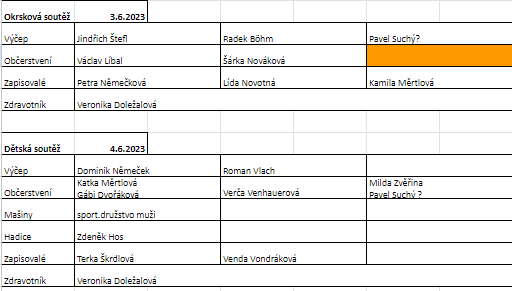 Okrsková soutěž 3.6.2023
Výčep Jindřich Štefl Radek Böhm Pavel Suchý?
Občerstvení Václav Líbal Šárka Nováková
Zapisovalé Petra Němečková Lída Novotná Kamila Měrtlová
Zdravotník Veronika Doležalová
Dětská soutěž 4.6.2023
Výčep Dominik Němeček Roman Vlach
Katka Měrtlová Milda Zvěřina
Občerstvení Gábi Dvořáková Verča Venhauerová Pavel Suchý ?
Mašiny sport.družstvo muži
Hadice Zdeněk Hos
Zapisovalé Terka Škrdlová Venda Vondráková
Zdravotník Veronika Doležalová